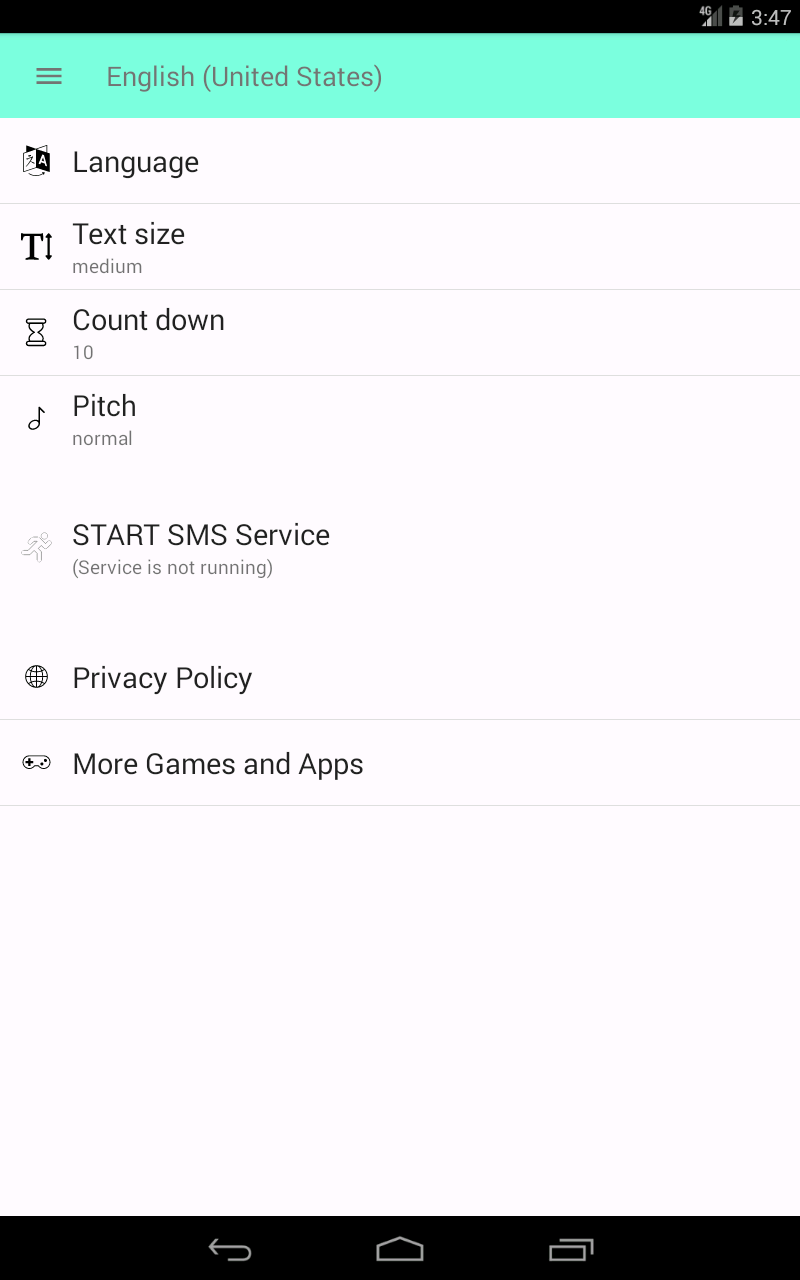 4G 3:47
English (United States)
Language
Text size
medium
Count down
10
Pitch
normal
START SMS Service
(Service is not running)
Privacy Policy
More Games and Apps